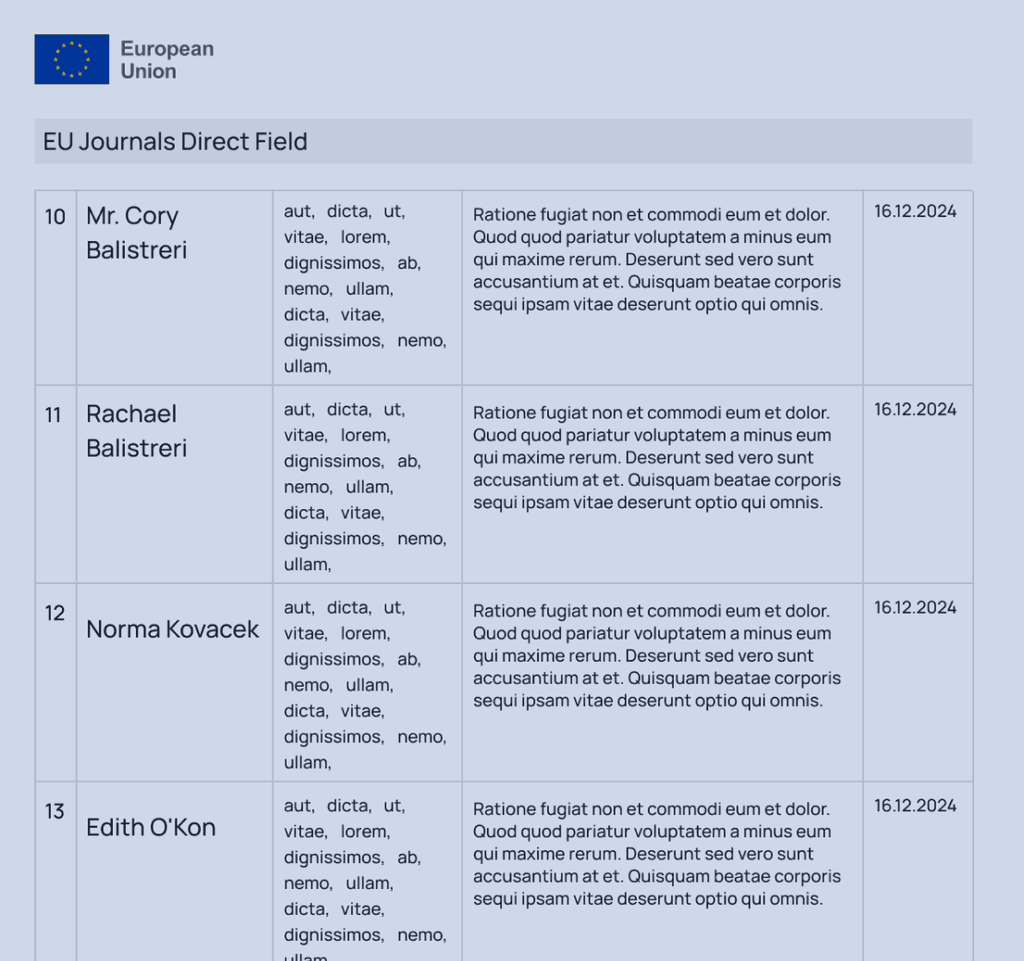 European
Union
EU Journals Direct Field
10
Mr. Cory
Balistreri
aut, dicta, ut,
vitae, lorem,
dignissimos, ab,
nemo, ullam,
dicta, vitae,
dignissimos, nemo,
ullam,
Ratione fugiat non et commodi eum et dolor.
Quod quod pariatur voluptatem a minus eum
qui maxime rerum. Deserunt sed vero sunt
accusantium at et. Quisquam beatae corporis
sequi ipsam vitae deserunt optio qui omnis.
16.12.2024
11
Rachael
Balistreri
aut, dicta, ut,
vitae, lorem,
dignissimos, ab,
nemo, ullam,
dicta, vitae,
dignissimos, nemo,
ullam,
Ratione fugiat non et commodi eum et dolor.
Quod quod pariatur voluptatem a minus eum
qui maxime rerum. Deserunt sed vero sunt
accusantium at et. Quisquam beatae corporis
sequi ipsam vitae deserunt optio qui omnis.
16.12.2024
12
Norma Kovacek
aut, dicta, ut,
vitae, lorem,
dignissimos, ab,
nemo, ullam,
dicta, vitae,
dignissimos, nemo,
ullam,
Ratione fugiat non et commodi eum et dolor.
Quod quod pariatur voluptatem a minus eum
qui maxime rerum. Deserunt sed vero sunt
accusantium at et. Quisquam beatae corporis
sequi ipsam vitae deserunt optio qui omnis.
16.12.2024
13
Edith O'Kon
aut, dicta, ut,
vitae, lorem,
dignissimos, ab,
nemo, ullam,
dicta, vitae,
dignissimos, nemo,
Ratione fugiat non et commodi eum et dolor.
Quod quod pariatur voluptatem a minus eum
qui maxime rerum. Deserunt sed vero sunt
accusantium at et. Quisquam beatae corporis
sequi ipsam vitae deserunt optio qui omnis.
16.12.2024